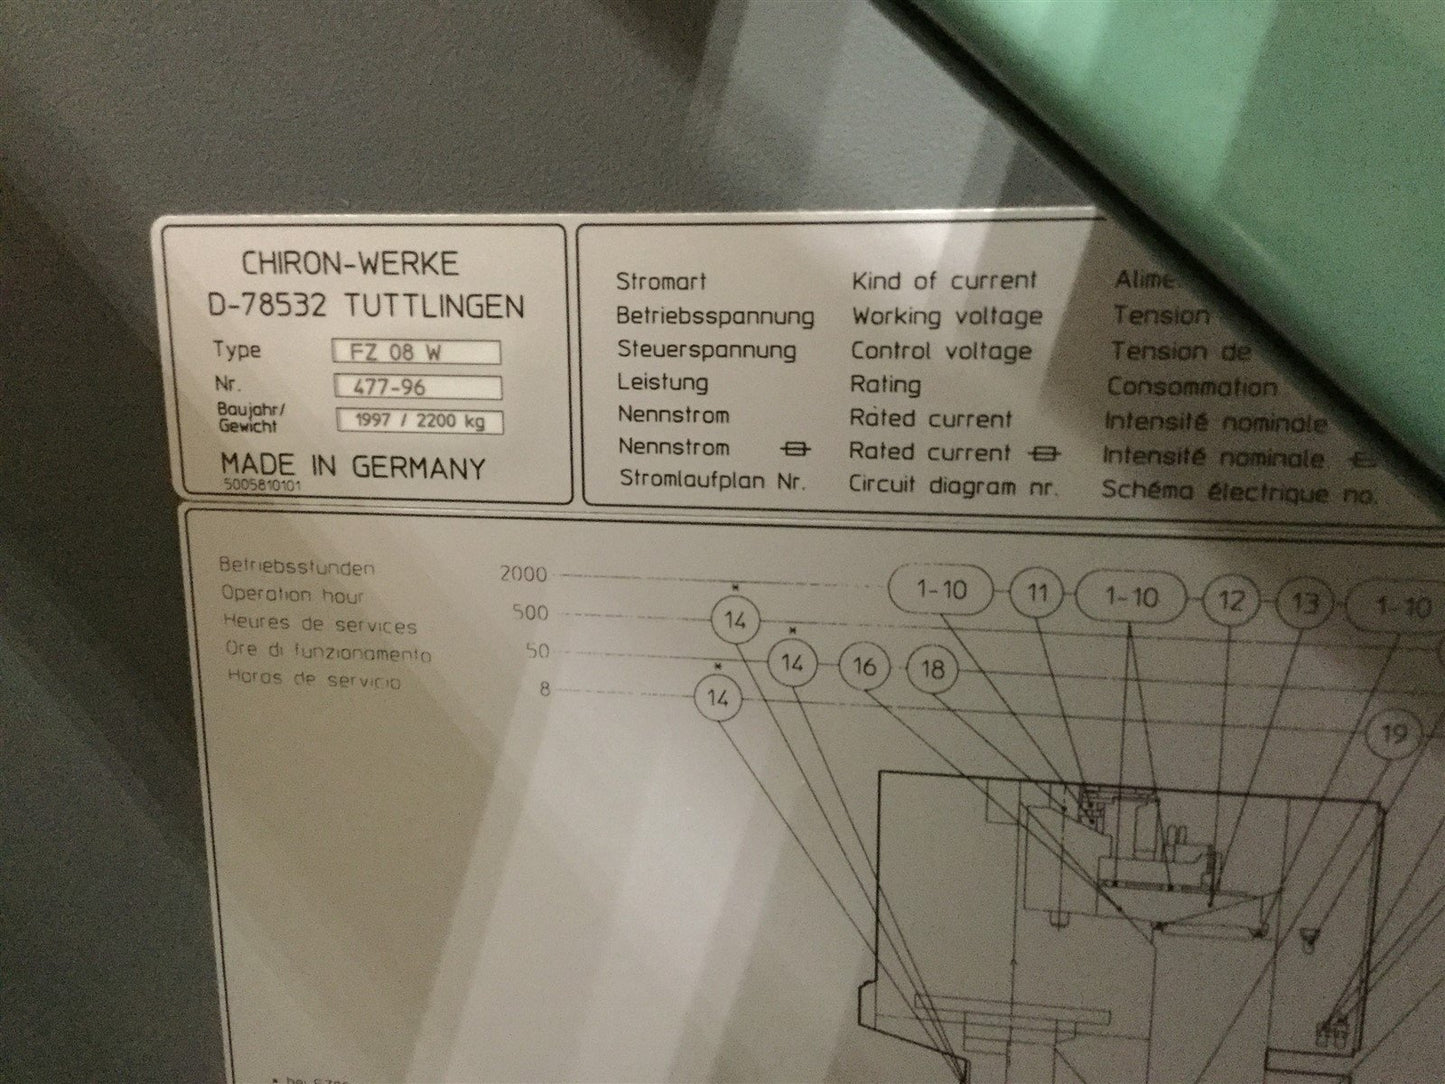 CHIRON-WERKE
D-78532 TUTTLINGEN
Type FZ 08 W
Nr. 477-96
Baujahr/
Gewicht 1997 / 2200 kg
MADE IN GERMANY
5005810101
Stromart Kind of current
Betriebsspannung Working voltage Tension
Steuerspannung Control voltage Tension de
Leistung Rating Consommation
Nennstrom Rated current Intensité nominale
Nennstrom Rated current Intensité nominale
Stromlaufplan Nr. Circuit diagram nr. Schéma électrique no.
Betriebsstunden
Operation hour
Heures de services
Ore di funzionamento
Horas de servicio
2000 1-10 11 1-10 12 13 1-10
500 * 14
50 * 14 16 18
8 * 14 19